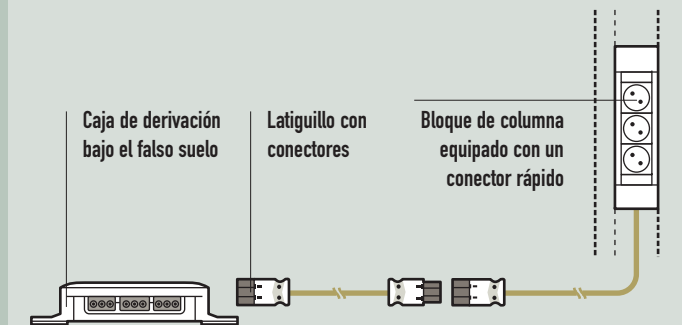 Caja de derivación
bajo el falso suelo
Latiguillo con
conectores
Bloque de columna
equipado con un
conector rápido